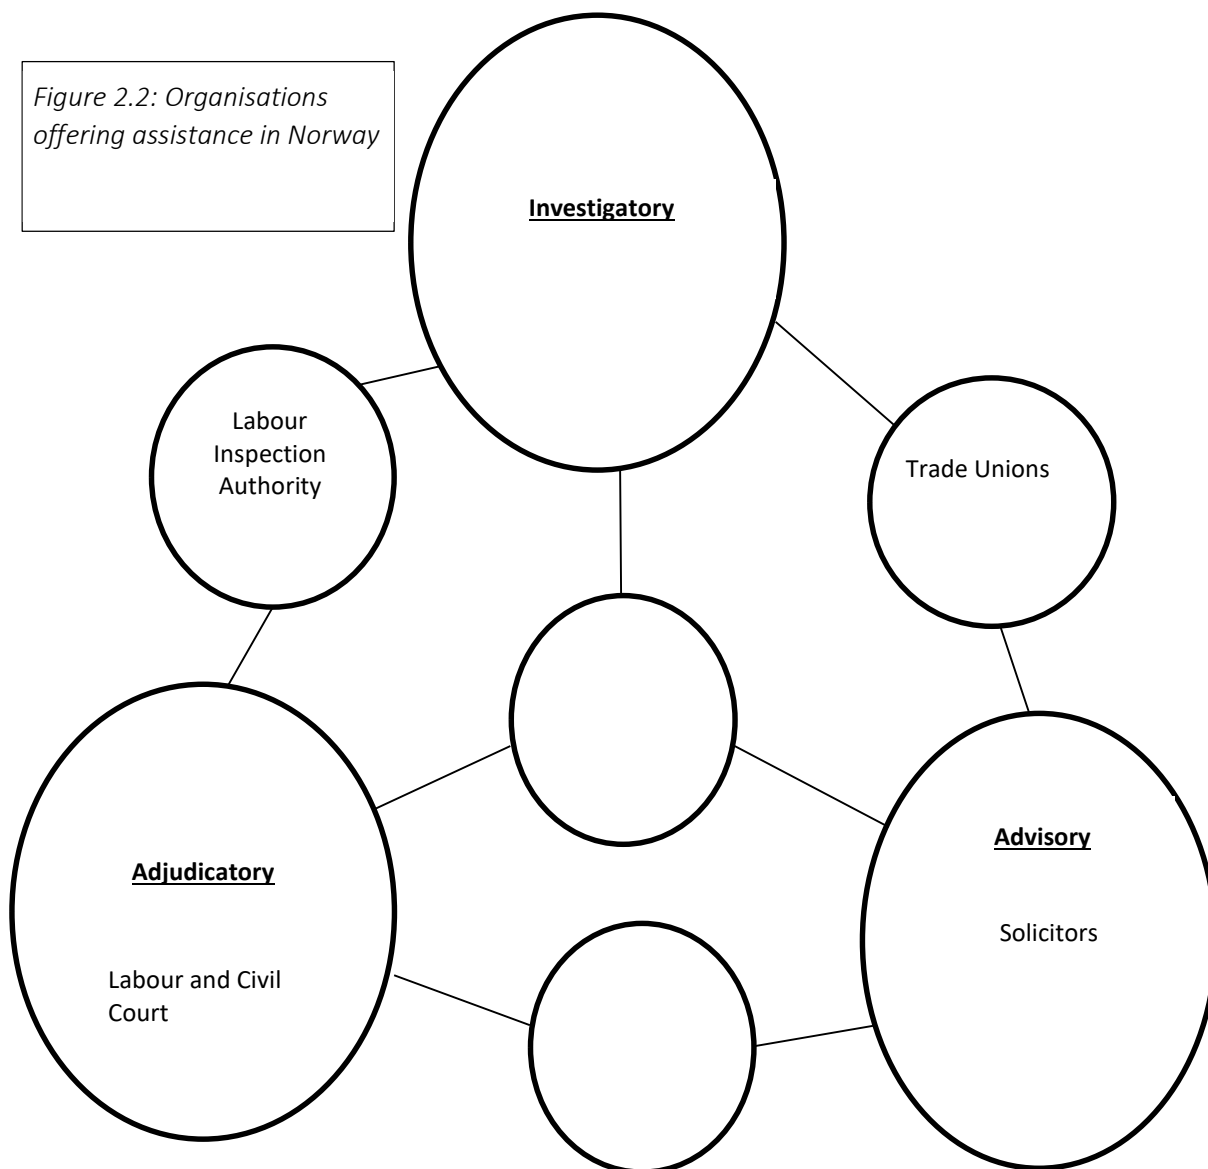 Figure 2.2: Organisations
offering assistance in Norway
Investigatory
Labour
Inspection
Authority
Trade Unions
Adjudicatory
Labour and Civil
Court
Advisory
Solicitors